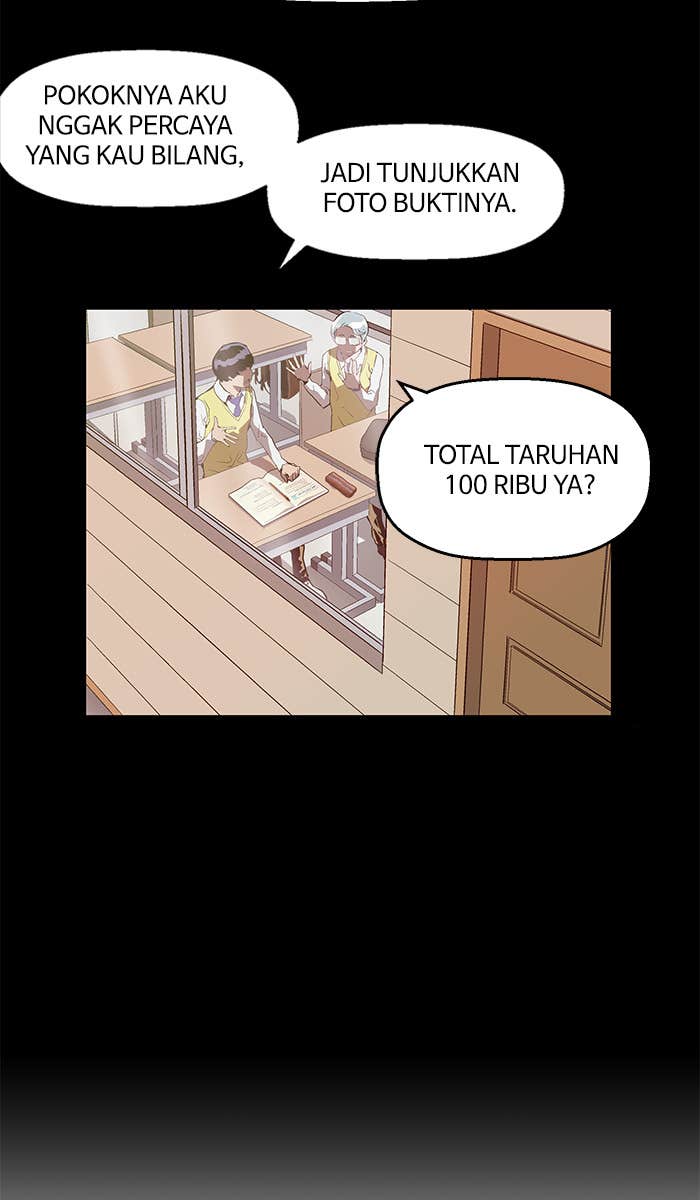 POKOKNYA AKU
NGGAK PERCAYA
YANG KAU BILANG,
JADI TUNJUKKAN
FOTO BUKTINYA.
TOTAL TARUHAN
100 RIBU YA?